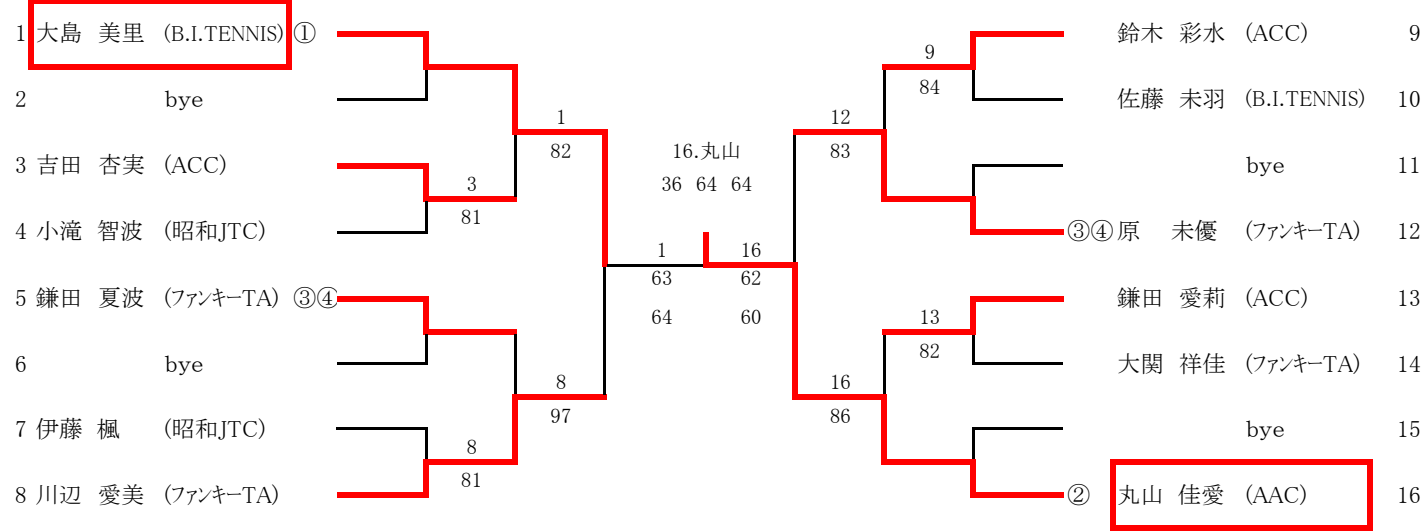 1 大島 美里 (B.I.TENNIS) ①
2 bye
3 吉田 杏実 (ACC)
4 小滝 智波 (昭和JTC)
5 鎌田 夏波 (ファンキーTA) ③④
6 bye
7 伊藤 楓 (昭和JTC)
8 川辺 愛美 (ファンキーTA)
3
81
8
81
1
82
8
97
16.丸山
36 64 64
1
63
64
16
62
60
12
83
16
86
9
84
13
82
鈴木 彩水 (ACC) 9
佐藤 未羽 (B.I.TENNIS) 10
bye 11
③④ 原 未優 (ファンキーTA) 12
鎌田 愛莉 (ACC) 13
大関 祥佳 (ファンキーTA) 14
bye 15
② 丸山 佳愛 (AAC) 16